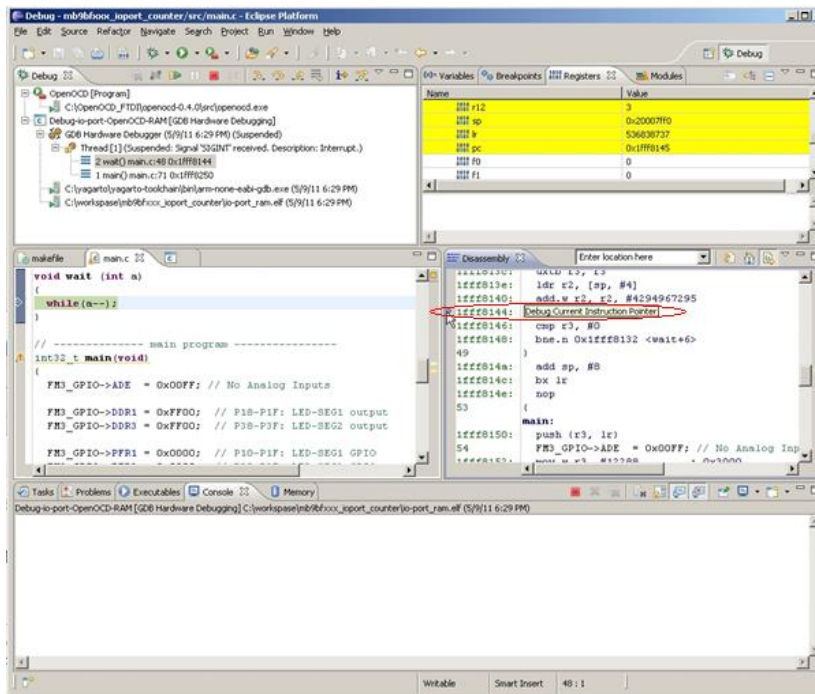 Debug - mb9bfxxx_ioport_counter/src/main.c - Eclipse Platform
File Edit Source Refactor Navigate Search Project Run Window Help
Debug
Debug
OpenOCD [Program]
C:\OpenOCD_FTDI\openocd-0.4.0\src\openocd.exe
Debug-io-port-OpenOCD-RAM [GDB Hardware Debugging]
GDB Hardware Debugger (5/9/11 6:29 PM) (Suspended)
Thread [1] (Suspended: Signal 'SIGINT' received. Description: Interrupt.)
2 wait() main.c:48 0x1fff8144
1 main() main.c:71 0x1fff8250
C:\yagarto\yagarto-toolchain\bin\arm-none-eabi-gdb.exe (5/9/11 6:29 PM)
C:\workspase\mb9bfxxx_ioport_counter\io-port_ram.elf (5/9/11 6:29 PM)
Variables Breakpoints Registers Modules
Name Value
r12 3
sp 0x20007ff0
lr 536838737
pc 0x1fff8145
f0 0
f1 0
makefile main.c
void wait (int a)
{
while(a--);
}
// -------------- main program ----------------
int32_t main(void)
{
FM3_GPIO->ADE = 0x00FF; // No Analog Inputs
FM3_GPIO->DDR1 = 0xFF00; // P18-P1F: LED-SEG1 output
FM3_GPIO->DDR3 = 0xFF00; // P38-P3F: LED-SEG2 output
FM3_GPIO->PFR1 = 0x0000; // P10-P1F: LED-SEG1 GPIO
Disassembly Enter location here
1fff813c: uxtb r3, r3
1fff813e: ldr r2, [sp, #4]
1fff8140: add.w r2, r2, #4294967295
1fff8144: Debug Current Instruction Pointer
1fff8146: cmp r3, #0
1fff8148: bne.n 0x1fff8132 <wait+6>
49 }
1fff814a: add sp, #8
1fff814c: bx lr
1fff814e: nop
53 {
main:
1fff8150: push {r3, lr}
54 FM3_GPIO->ADE = 0x00FF; // No Analog Inp
1fff8152: mov.w r3, #12288 ; 0x3000
Tasks Problems Executables Console Memory
Debug-io-port-OpenOCD-RAM [GDB Hardware Debugging] C:\workspase\mb9bfxxx_ioport_counter\io-port_ram.elf (5/9/11 6:29 PM)
Writable Smart Insert 48 : 1